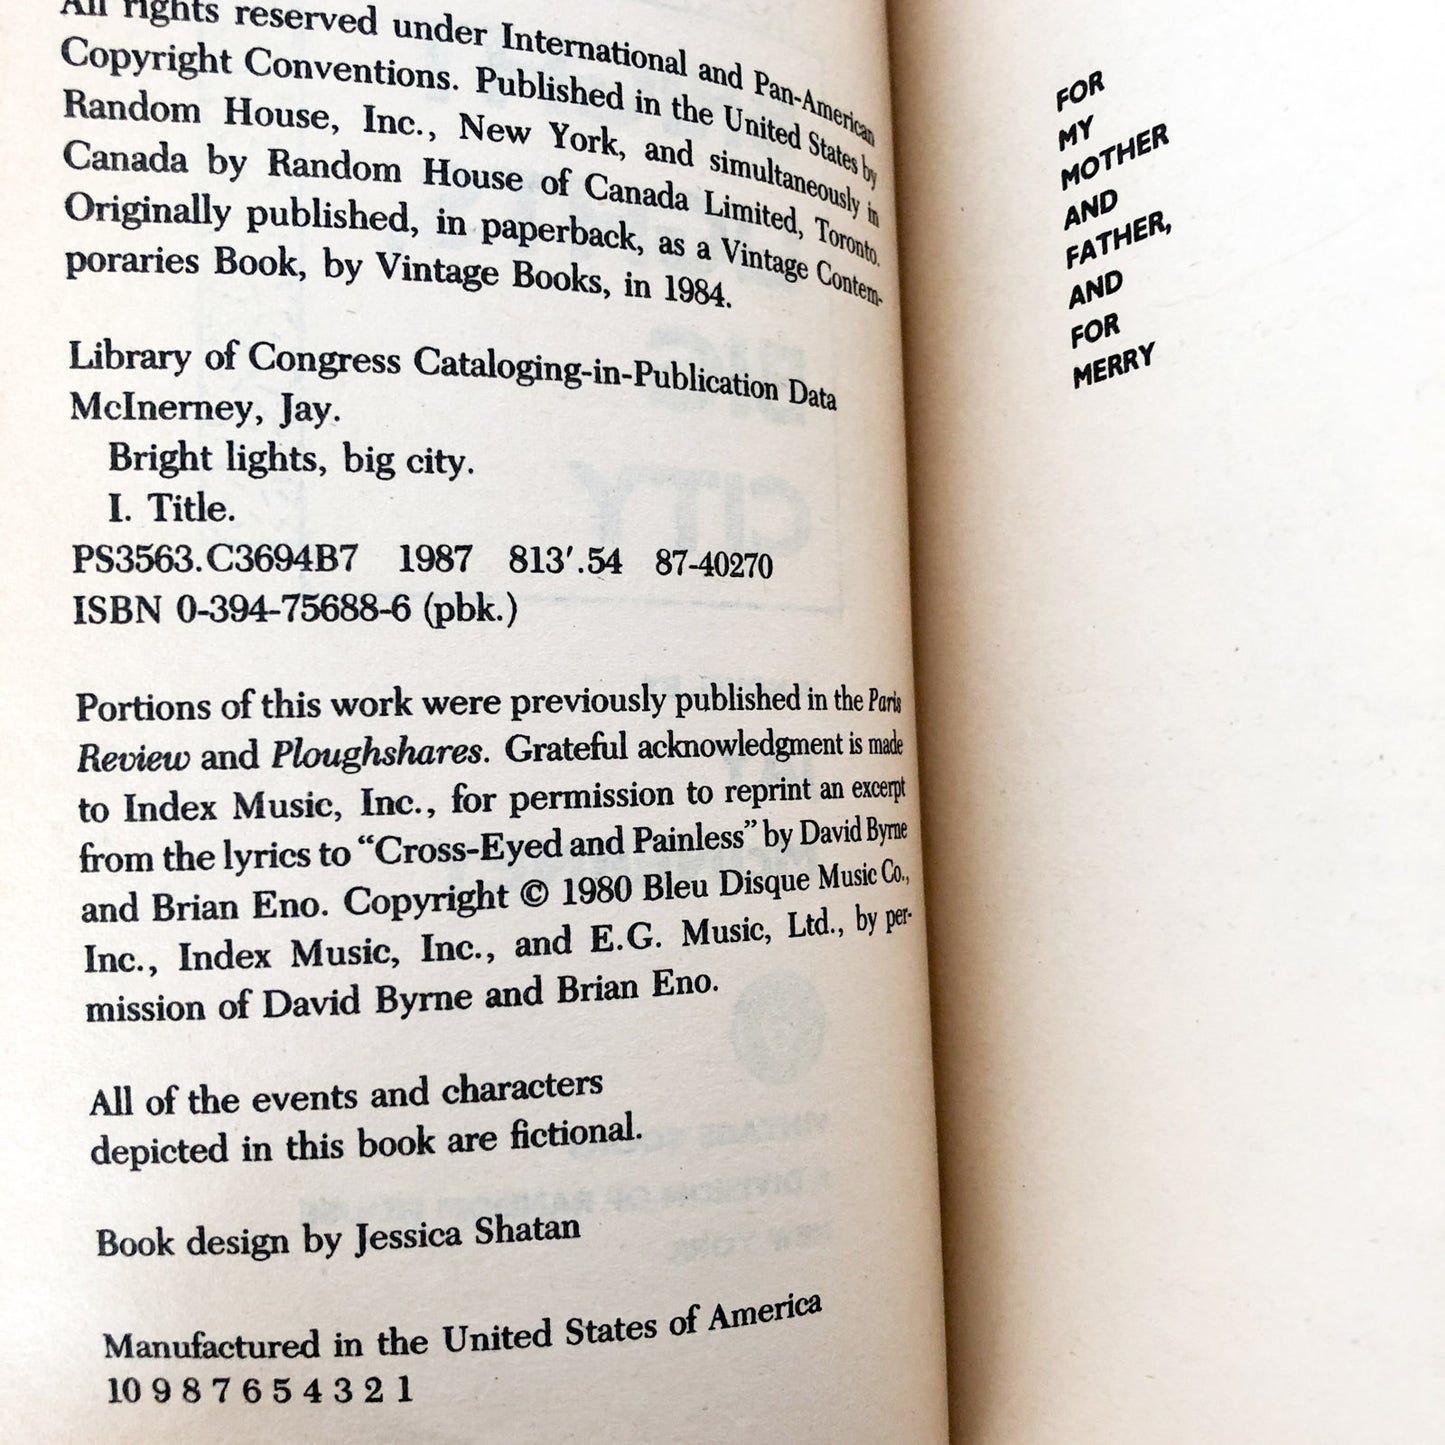 All rights reserved under International and Pan-American
Copyright Conventions. Published in the United States by
Random House, Inc., New York, and simultaneously in
Canada by Random House of Canada Limited, Toronto.
Originally published, in paperback, as a Vintage Contem-
poraries Book, by Vintage Books, in 1984.
Library of Congress Cataloging-in-Publication Data
McInerney, Jay.
Bright lights, big city.
I. Title.
PS3563.C3694B7 1987 813'.54 87-40270
ISBN 0-394-75688-6 (pbk.)
Portions of this work were previously published in the Paris
Review and Ploughshares. Grateful acknowledgment is made
to Index Music, Inc., for permission to reprint an excerpt
from the lyrics to “Cross-Eyed and Painless” by David Byrne
and Brian Eno. Copyright © 1980 Bleu Disque Music Co.,
Inc., Index Music, Inc., and E.G. Music, Ltd., by per-
mission of David Byrne and Brian Eno.
All of the events and characters
depicted in this book are fictional.
Book design by Jessica Shatan
Manufactured in the United States of America
10 9 8 7 6 5 4 3 2 1
FOR
MY
MOTHER
AND
FATHER,
AND
FOR
MERRY